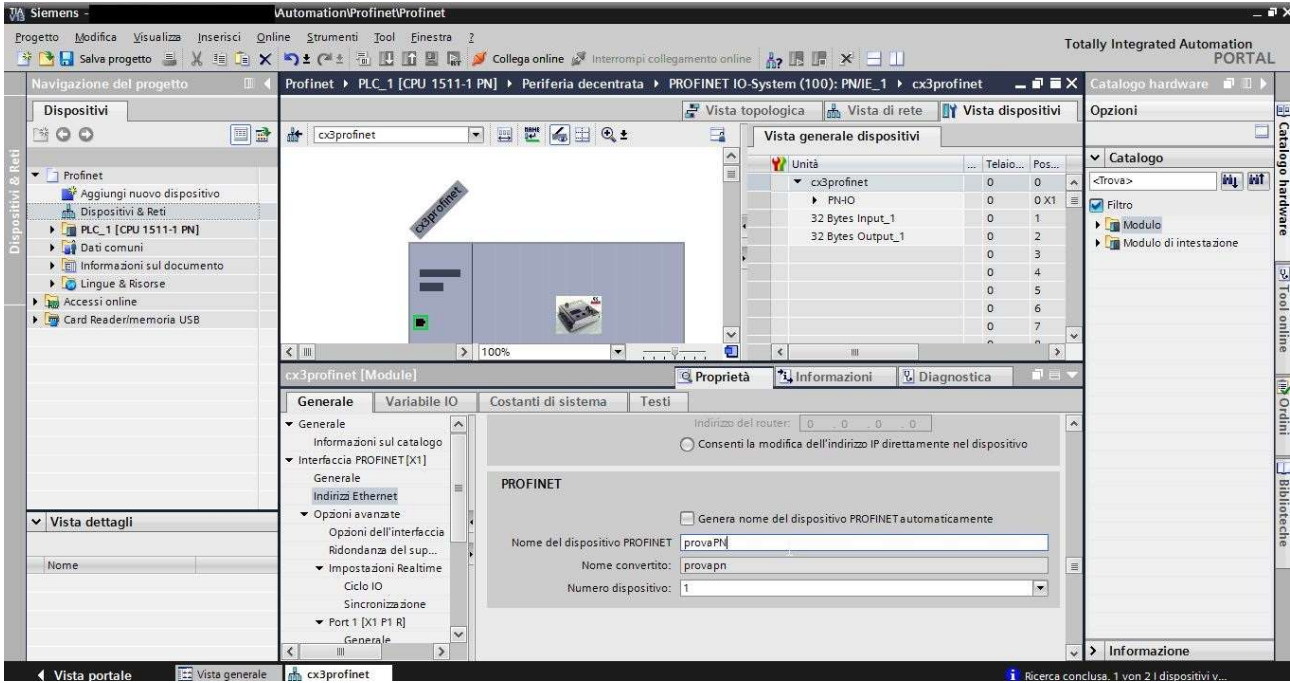 Siemens - \Automation\Profinet\Profinet
Progetto Modifica Visualizza Inserisci Online Strumenti Tool Finestra ?
Salva progetto Collega online Interrompi collegamento online
Totally Integrated Automation
PORTAL
Navigazione del progetto
Dispositivi
Dispositivi & Reti
Profinet
Aggiungi nuovo dispositivo
Dispositivi & Reti
PLC_1 [CPU 1511-1 PN]
Dati comuni
Informazioni sul documento
Lingue & Risorse
Accessi online
Card Reader/memoria USB
Vista dettagli
Nome
Profinet PLC_1 [CPU 1511-1 PN] Periferia decentrata PROFINET IO-System (100): PN/IE_1 cx3profinet
Vista topologica Vista di rete Vista dispositivi
cx3profinet
cx3profinet
100%
Vista generale dispositivi
Unità ... Telaio... Pos...
cx3profinet 0 0
PN-IO 0 0 X1
32 Bytes Input_1 0 1
32 Bytes Output_1 0 2
0 3
0 4
0 5
0 6
0 7
cx3profinet [Module]
Proprietà Informazioni Diagnostica
Generale Variabile IO Costanti di sistema Testi
Generale
Informazioni sul catalogo
Interfaccia PROFINET [X1]
Generale
Indirizzi Ethernet
Opzioni avanzate
Opzioni dell'interfaccia
Ridondanza del sup...
Impostazioni Realtime
Ciclo IO
Sincronizzazione
Port 1 [X1 P1 R]
Generale
Indirizzo del router: 0 . 0 . 0 . 0
Consenti la modifica dell'indirizzo IP direttamente nel dispositivo
PROFINET
Genera nome del dispositivo PROFINET automaticamente
Nome del dispositivo PROFINET provaPN
Nome convertito: provapn
Numero dispositivo: 1
Catalogo hardware
Opzioni
Catalogo
<Trova>
Filtro
Modulo
Modulo di intestazione
Informazione
Catalogo hardware
Tool online
Ordini
Biblioteche
Vista portale Vista generale cx3profinet
Ricerca conclusa. 1 von 2 I dispositivi v...